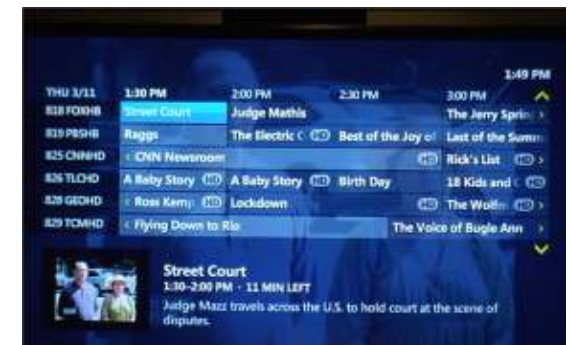 1:49 PM
THU 3/11 1:30 PM 2:00 PM 2:30 PM 3:00 PM
818 FOXHB Street Court Judge Mathis The Jerry Sprin
819 PBSHB Raggs The Electric C HD Best of the Joy of Last of the Summ
825 CNNHD CNN Newsroom HD Rick's List HD
826 TLCHD A Baby Story HD A Baby Story HD Birth Day 18 Kids and C HD
828 GEOHD Ross Kemp: HD Lockdown HD The Wolfm HD
829 TCMHD Flying Down to Rio The Voice of Bugle Ann
Street Court
1:30-2:00 PM · 11 MIN LEFT
Judge Mazz travels across the U.S. to hold court at the scene of
disputes.